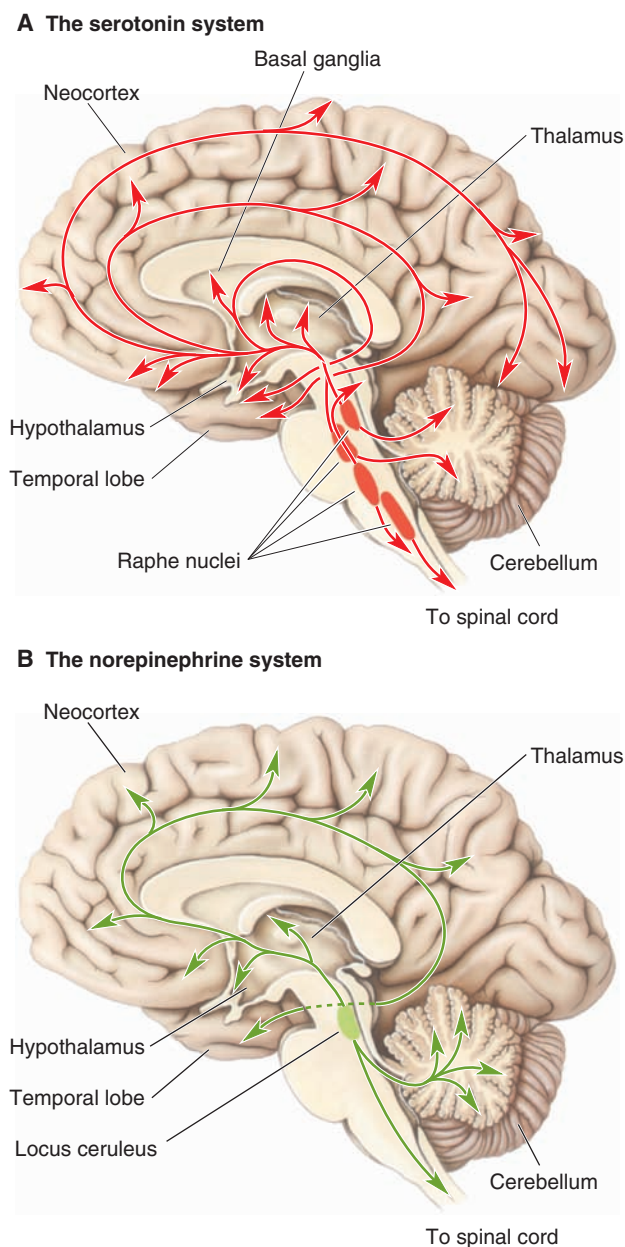 A The serotonin system
Basal ganglia
Neocortex
Thalamus
Hypothalamus
Temporal lobe
Raphe nuclei
Cerebellum
To spinal cord
B The norepinephrine system
Neocortex
Thalamus
Hypothalamus
Temporal lobe
Locus ceruleus
Cerebellum
To spinal cord